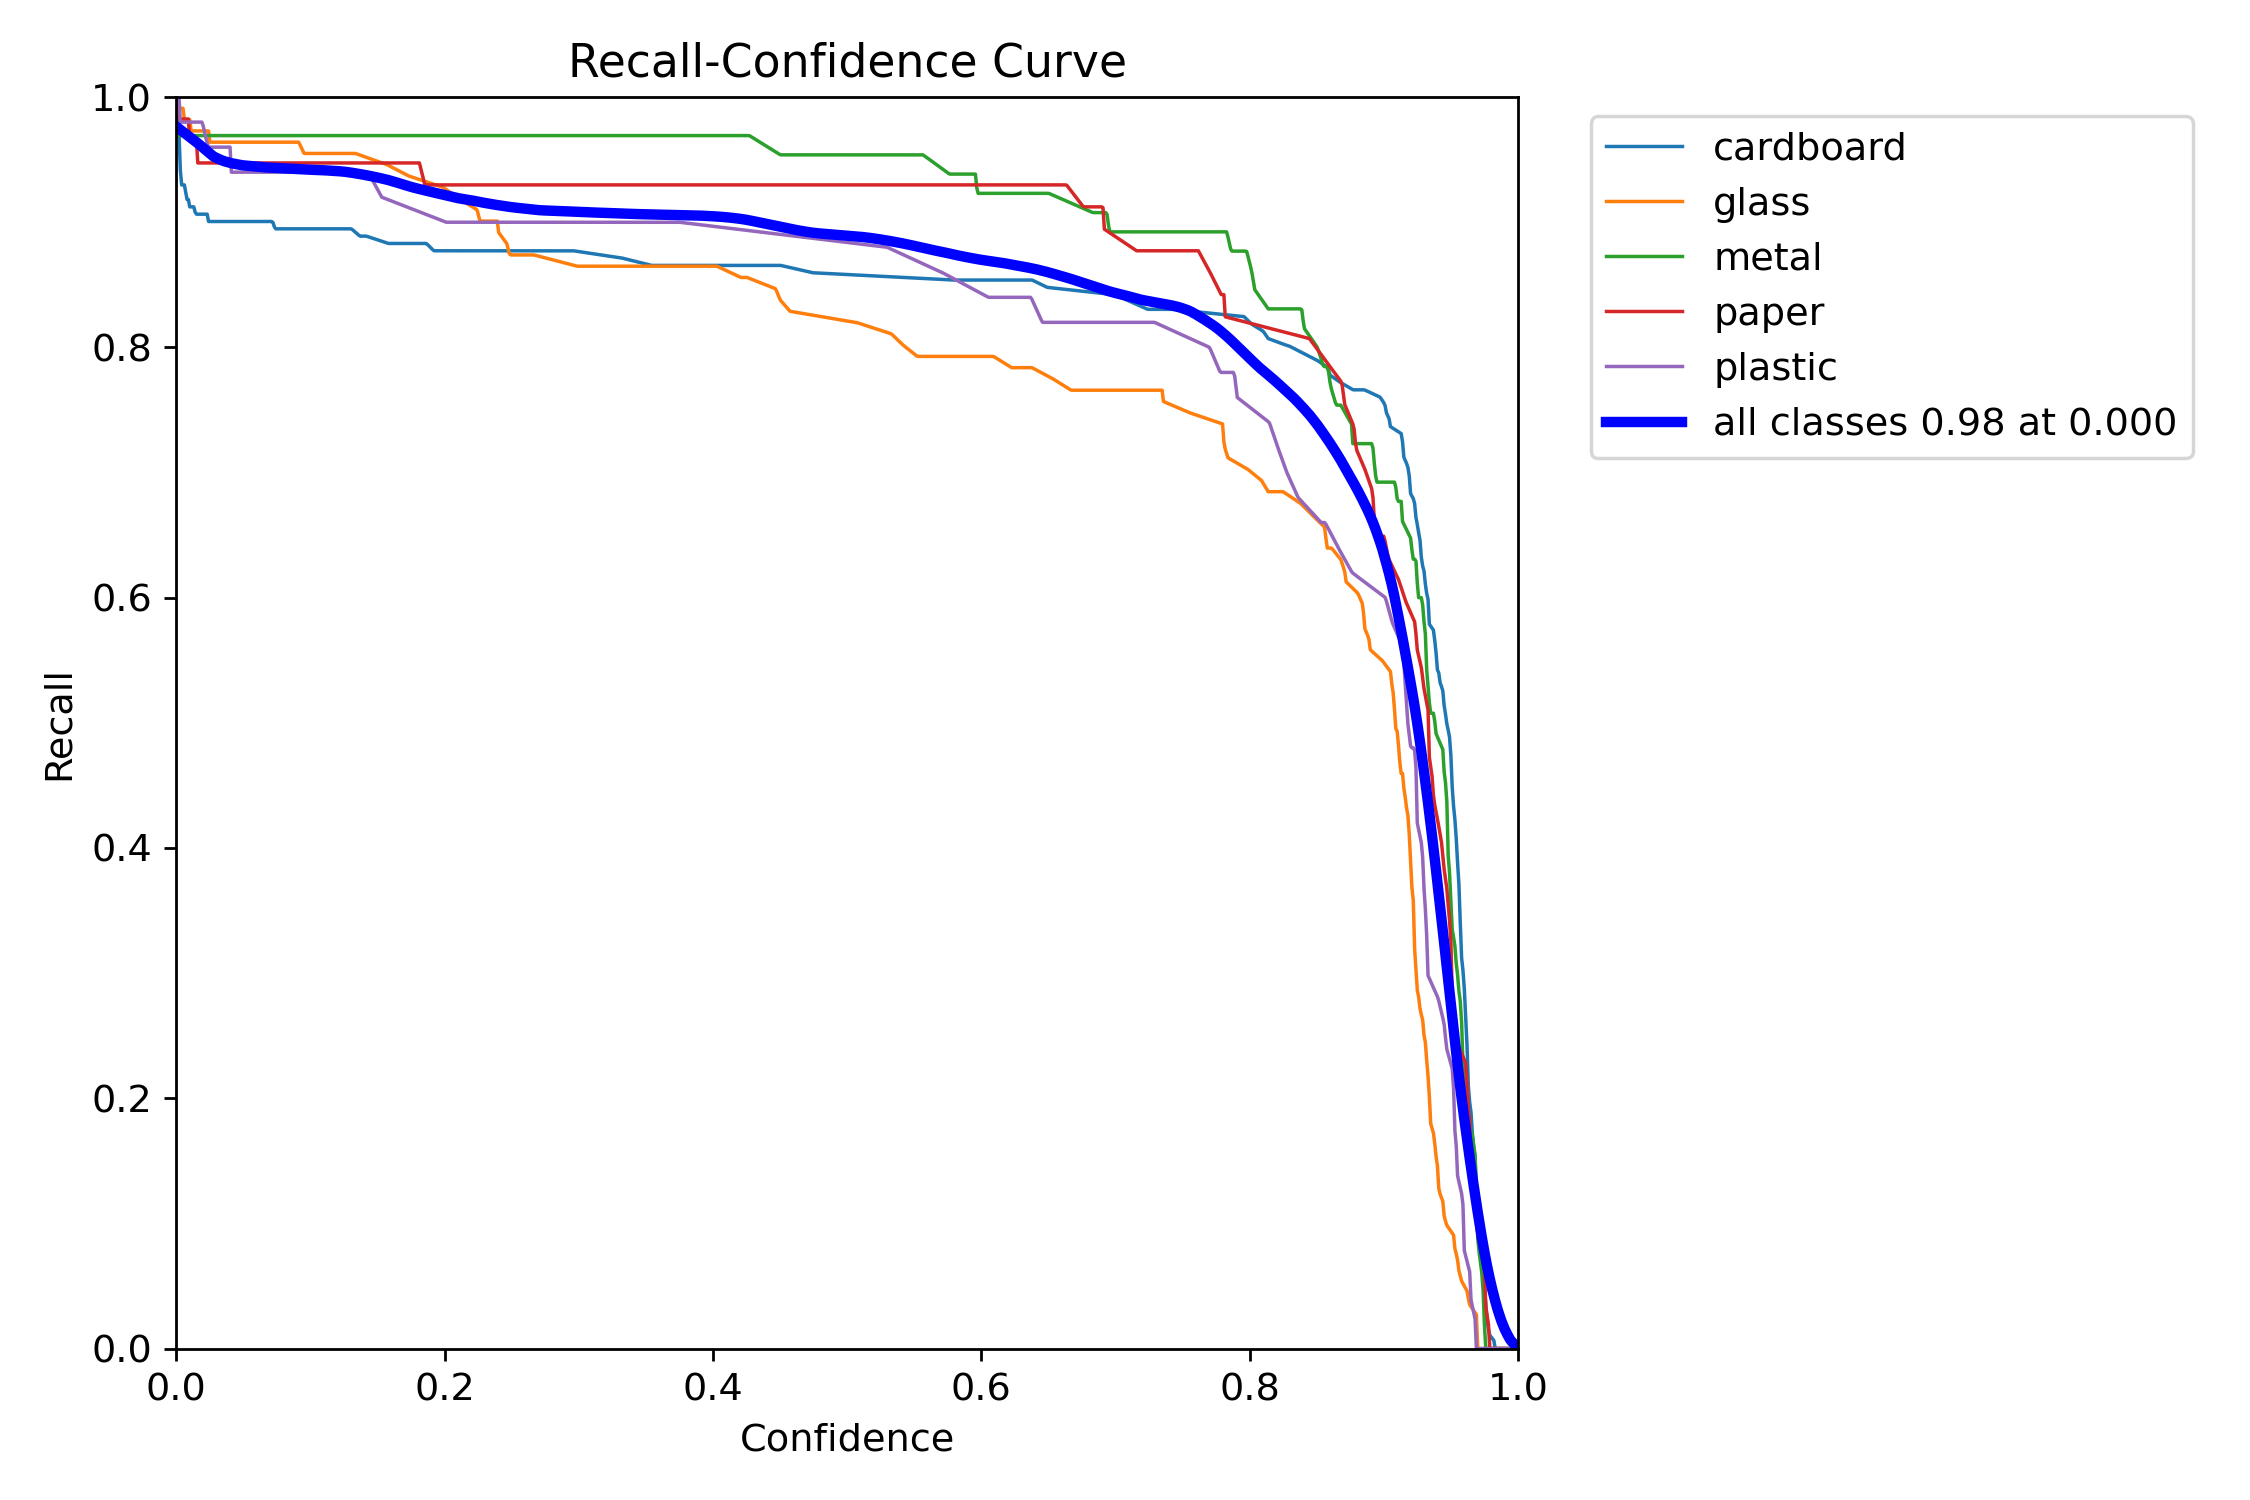 Recall-Confidence Curve
1.0
0.8
0.6
0.4
0.2
0.0
Recall
0.0 0.2 0.4 0.6 0.8 1.0
Confidence
cardboard
glass
metal
paper
plastic
all classes 0.98 at 0.000